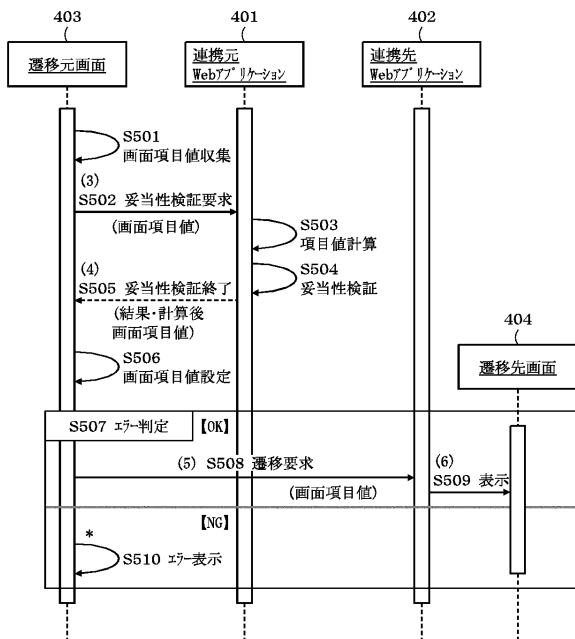 403
401
402
遷移元画面
連携元
Webアプリケーション
連携先
Webアプリケーション
S501
画面項目値収集
(3)
S502 妥当性検証要求
(画面項目値)
S503
項目値計算
(4)
S504
妥当性検証
S505 妥当性検証終了
(結果・計算後
画面項目値)
404
遷移先画面
S506
画面項目値設定
S507 エラー判定
【OK】
(5) S508 遷移要求
(画面項目値)
(6)
S509 表示
【NG】
*
S510 エラー表示